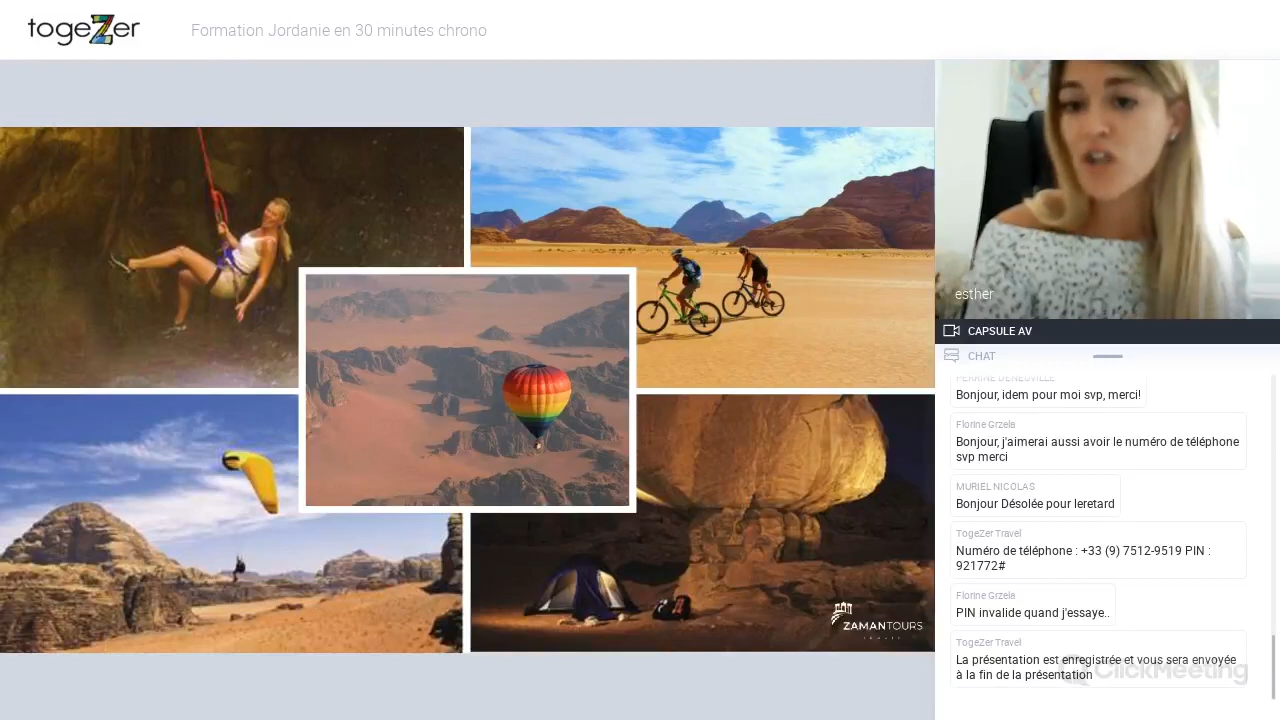 togeZer
Formation Jordanie en 30 minutes chrono
esther
CAPSULE AV
CHAT
PERRINE DENEUVILLE
Bonjour, idem pour moi svp, merci!
Florine Grzela
Bonjour, j'aimerai aussi avoir le numéro de téléphone
svp merci
MURIEL NICOLAS
Bonjour Désolée pour leretard
TogeZer Travel
Numéro de téléphone : +33 (9) 7512-9519 PIN :
921772#
Florine Grzela
PIN invalide quand j'essaye..
TogeZer Travel
La présentation est enregistrée et vous sera envoyée
à la fin de la présentation
ClickMeeting
ZAMANTOURS